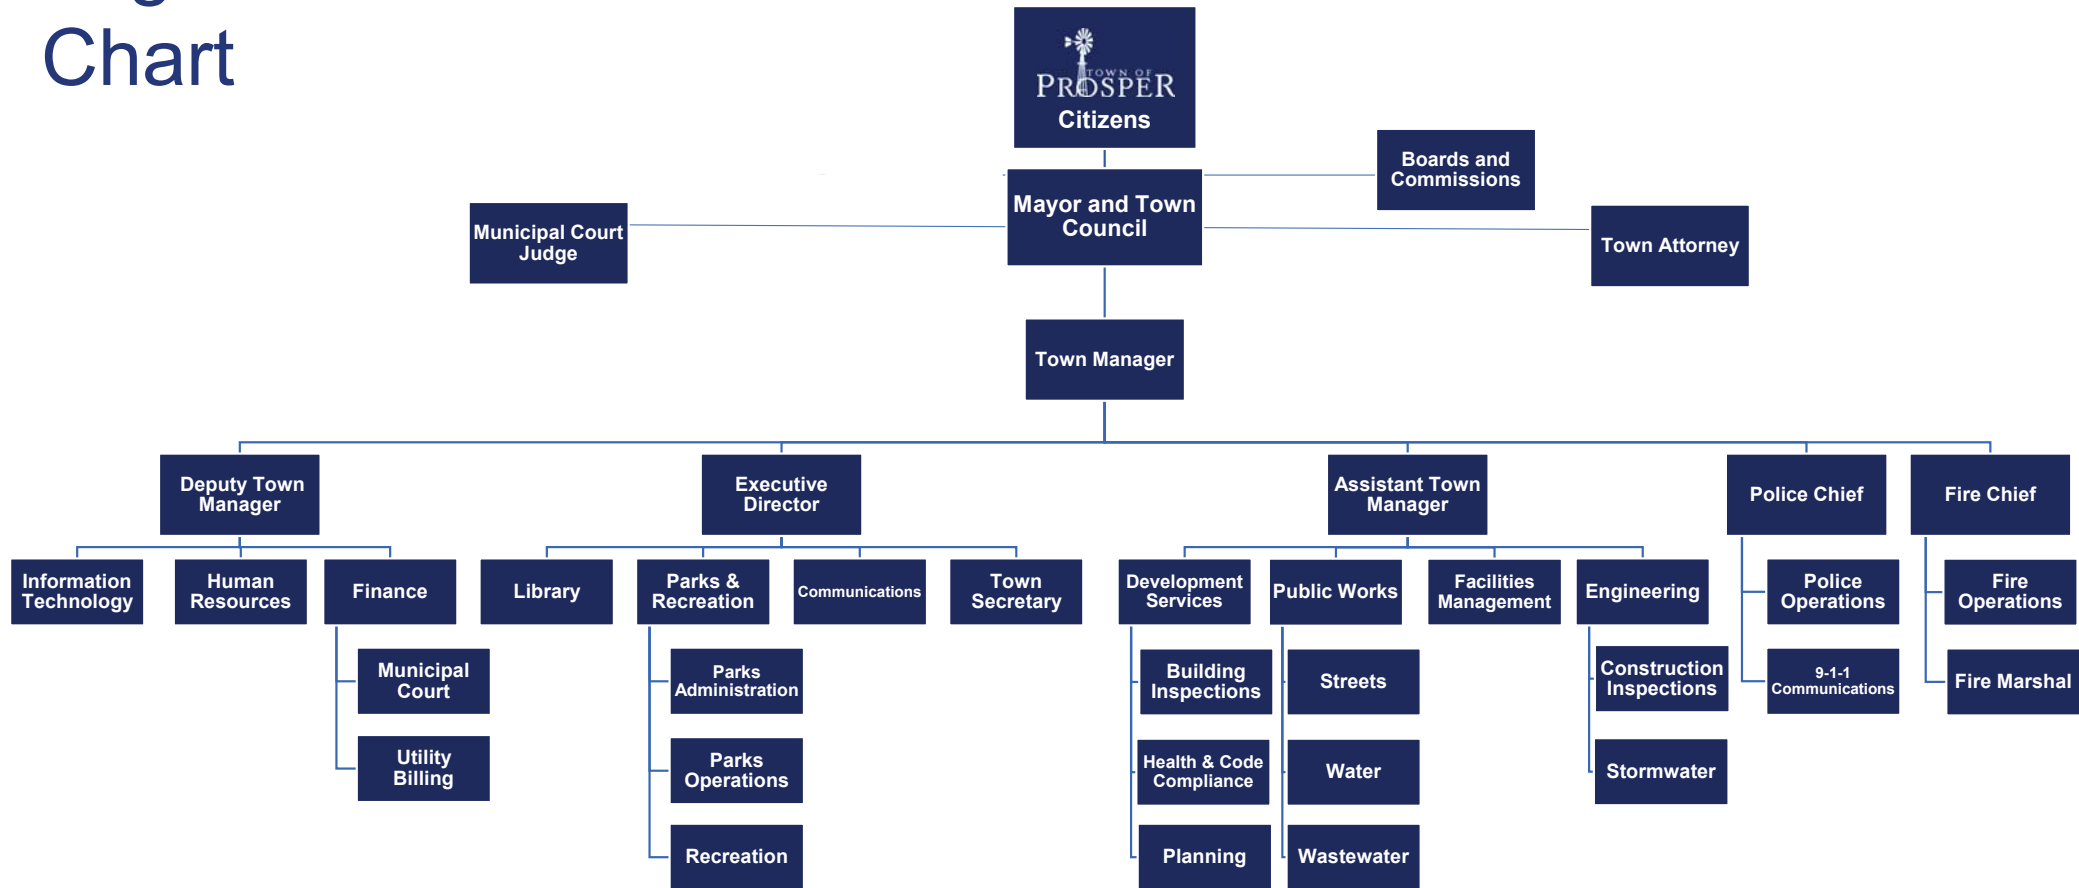 Chart
TOWN OF
PROSPER
Citizens
Boards and
Commissions
Mayor and Town
Council
Municipal Court
Judge
Town Attorney
Town Manager
Deputy Town
Manager
Executive
Director
Assistant Town
Manager
Police Chief
Fire Chief
Information
Technology
Human
Resources
Finance
Library
Parks &
Recreation
Communications
Town
Secretary
Development
Services
Public Works
Facilities
Management
Engineering
Police
Operations
Fire
Operations
Municipal
Court
Parks
Administration
Building
Inspections
Streets
Construction
Inspections
9-1-1
Communications
Fire Marshal
Utility
Billing
Parks
Operations
Health & Code
Compliance
Water
Stormwater
Recreation
Planning
Wastewater